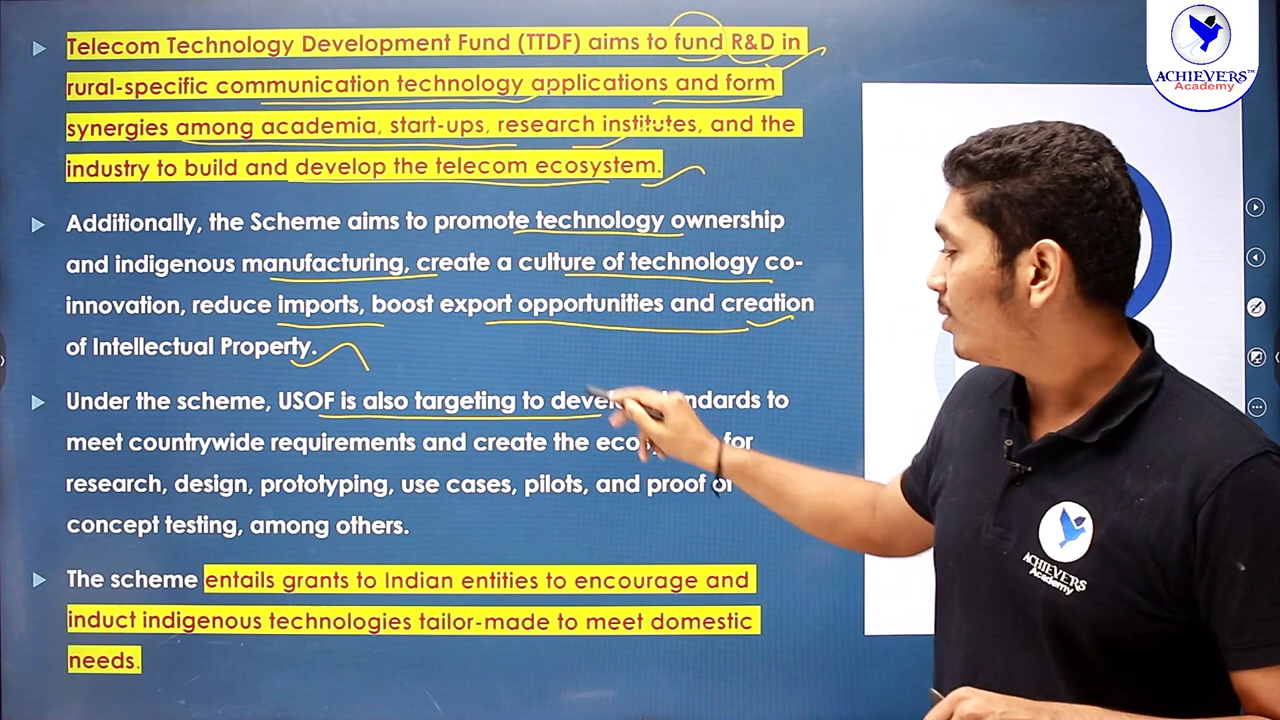 Telecom Technology Development Fund (TTDF) aims to fund R&D in
rural-specific communication technology applications and form
synergies among academia, start-ups, research institutes, and the
industry to build and develop the telecom ecosystem.
Additionally, the Scheme aims to promote technology ownership
and indigenous manufacturing, create a culture of technology co-
innovation, reduce imports, boost export opportunities and creation
of Intellectual Property.
Under the scheme, USOF is also targeting to to
meet countrywide requirements and create the for
research, design, prototyping, use cases, pilots, and proof of
concept testing, among others.
The scheme entails grants to Indian entities to encourage and
induct indigenous technologies tailor-made to meet domestic
needs.
ACHIEVERS™
Academy
ACHIEVERS
Academy